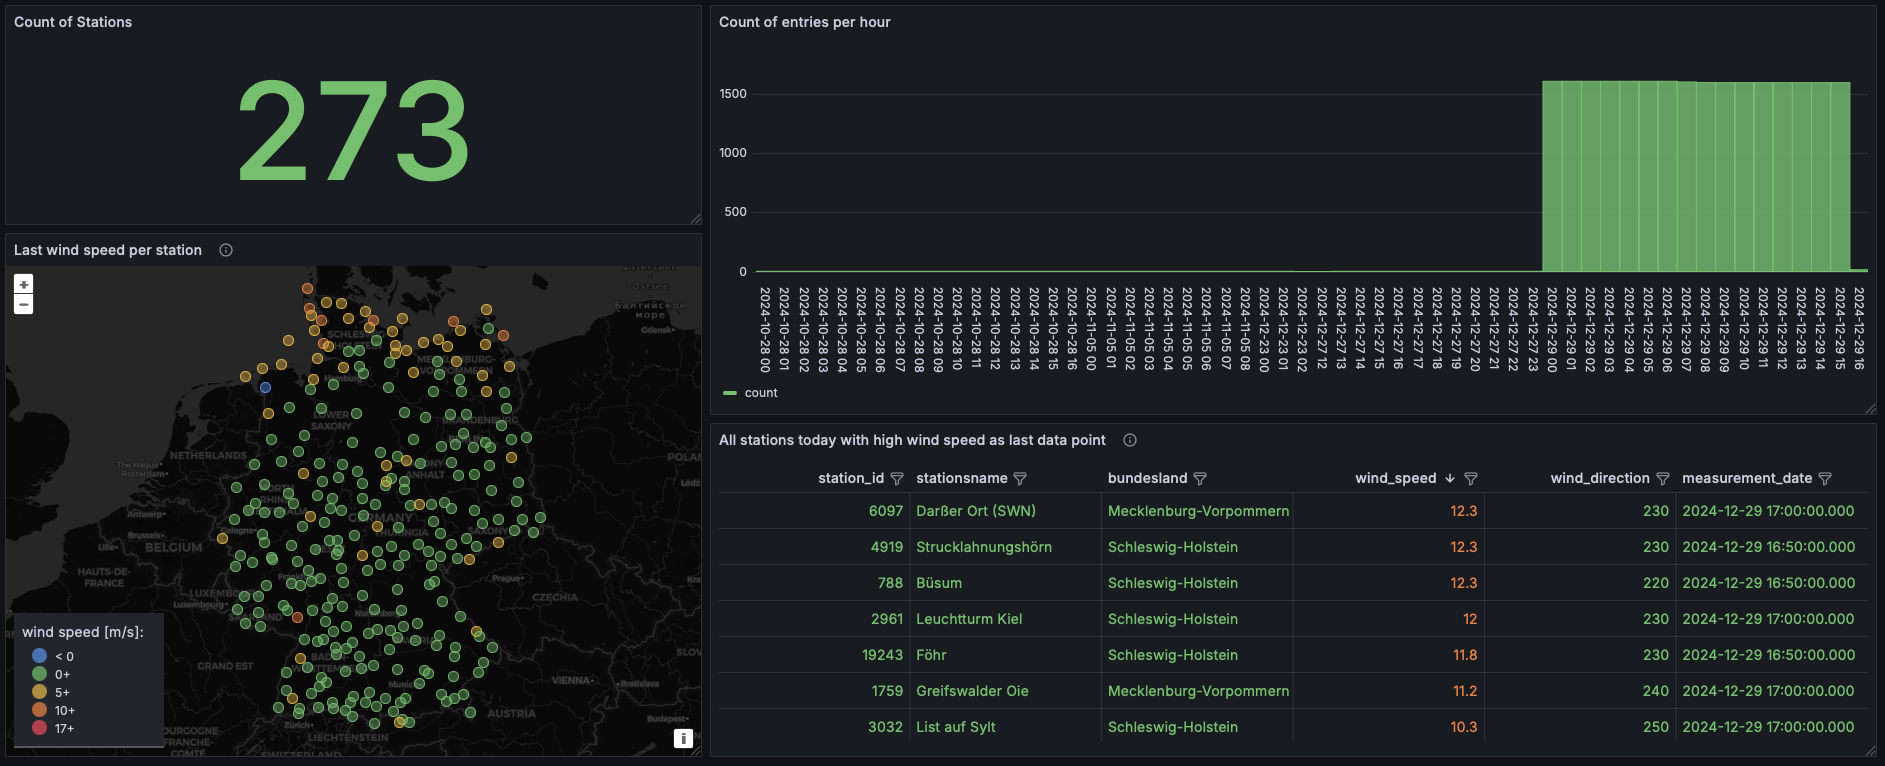 Count of Stations
273
Last wind speed per station
+
−
Балтийское
море
Gdansk
SCHLESWIG-
HOLSTEIN
MECKLENBURG-
VORPOMMERN
Hamburg
LOWER
SAXONY
BRANDENBURG
BERLIN
NETHERLANDS
The Hague
Rotterdam
ANHALT
POLAN
Łódź
Antwerp
Brussels
Cologne
GERMANY
THURINGIA
SAXONY
Lille
BELGIUM
HAUTS-DE-
FRANCE
Prague
LUXEMBOURG
Luxembourg
CZECHIA
SAARLAND
Nuremberg
BAVARIA
GRAND EST
BADEN-
WÜRTTEMBERG
SLOV
Munich
VIENNA
Bratislava
AUSTRIA
Zürich
Budapest
BOURGOGNE
-FRANCHE-
COMTÉ
LIECHTENSTEIN
SWITZERLAND
wind speed [m/s]:
< 0
0+
5+
10+
17+
i
Count of entries per hour
1500
1000
500
0
2024-10-28 00
2024-10-28 01
2024-10-28 02
2024-10-28 03
2024-10-28 04
2024-10-28 05
2024-10-28 06
2024-10-28 07
2024-10-28 08
2024-10-28 09
2024-10-28 10
2024-10-28 11
2024-10-28 12
2024-10-28 13
2024-10-28 14
2024-10-28 15
2024-10-28 16
2024-11-05 00
2024-11-05 01
2024-11-05 02
2024-11-05 03
2024-11-05 04
2024-11-05 05
2024-11-05 06
2024-11-05 07
2024-11-05 08
2024-12-23 00
2024-12-23 01
2024-12-23 02
2024-12-27 12
2024-12-27 13
2024-12-27 14
2024-12-27 15
2024-12-27 16
2024-12-27 17
2024-12-27 18
2024-12-27 19
2024-12-27 20
2024-12-27 21
2024-12-27 22
2024-12-27 23
2024-12-29 00
2024-12-29 01
2024-12-29 02
2024-12-29 03
2024-12-29 04
2024-12-29 05
2024-12-29 06
2024-12-29 07
2024-12-29 08
2024-12-29 09
2024-12-29 10
2024-12-29 11
2024-12-29 12
2024-12-29 13
2024-12-29 14
2024-12-29 15
2024-12-29 16
count
All stations today with high wind speed as last data point
station_id stationsname bundesland wind_speed wind_direction measurement_date
6097 Darßer Ort (SWN) Mecklenburg-Vorpommern 12.3 230 2024-12-29 17:00:00.000
4919 Strucklahnungshörn Schleswig-Holstein 12.3 230 2024-12-29 16:50:00.000
788 Büsum Schleswig-Holstein 12.3 220 2024-12-29 16:50:00.000
2961 Leuchtturm Kiel Schleswig-Holstein 12 230 2024-12-29 17:00:00.000
19243 Föhr Schleswig-Holstein 11.8 230 2024-12-29 16:50:00.000
1759 Greifswalder Oie Mecklenburg-Vorpommern 11.2 240 2024-12-29 17:00:00.000
3032 List auf Sylt Schleswig-Holstein 10.3 250 2024-12-29 17:00:00.000